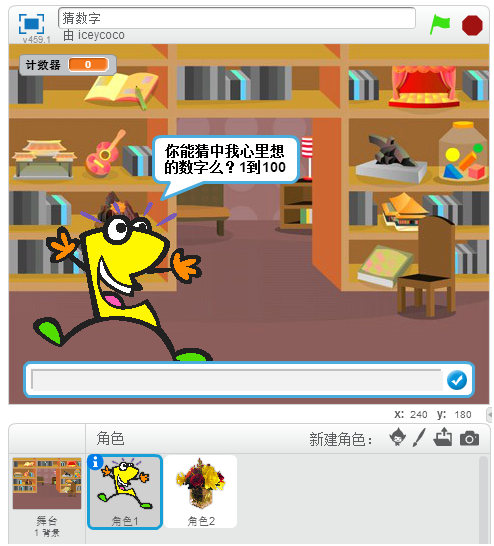 猜数字
v459.1
由 iceycoco
计数器 0
你能猜中我心里想
的数字么？1到100
x: 240 y: 180
角色
新建角色：
舞台
1 背景
角色1
角色2